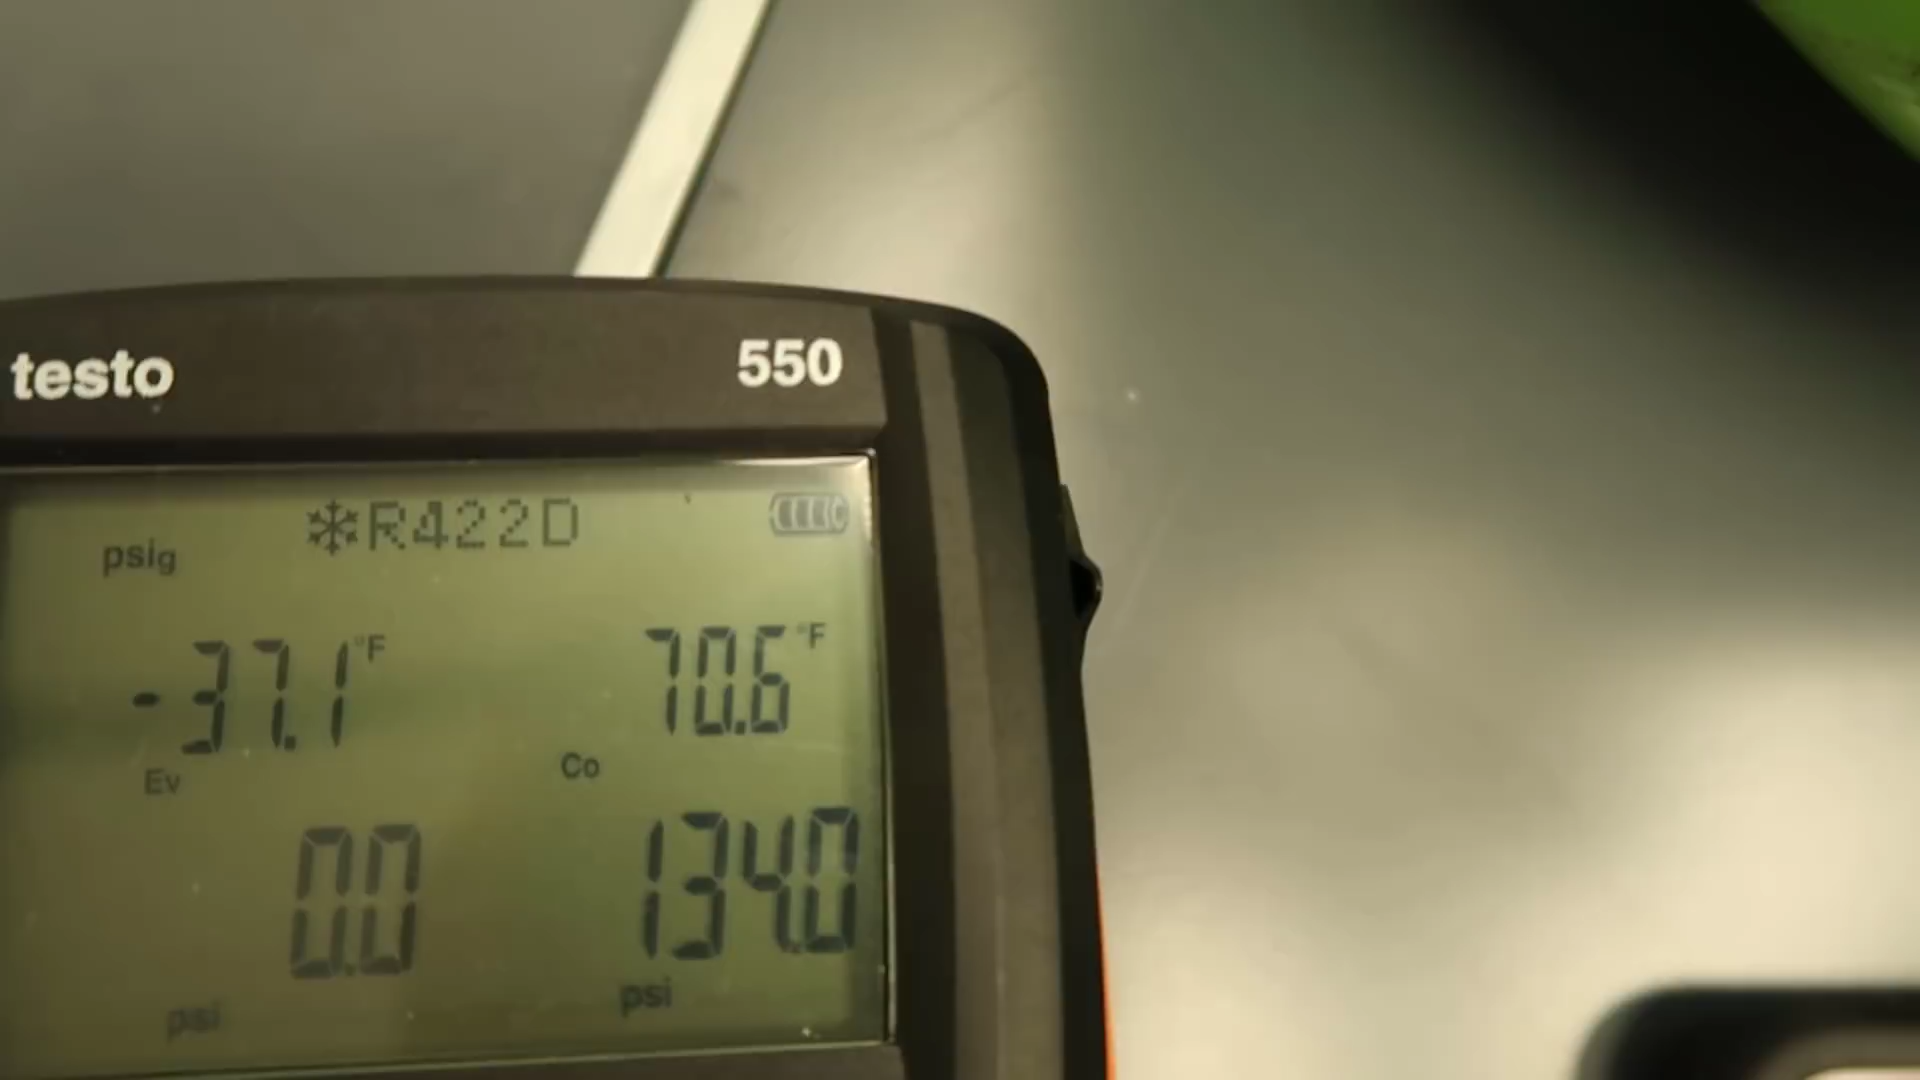 testo 550
R422D
psig
-37.1 °F 70.6 °F
Ev Co
0.0 134.0
psi psi